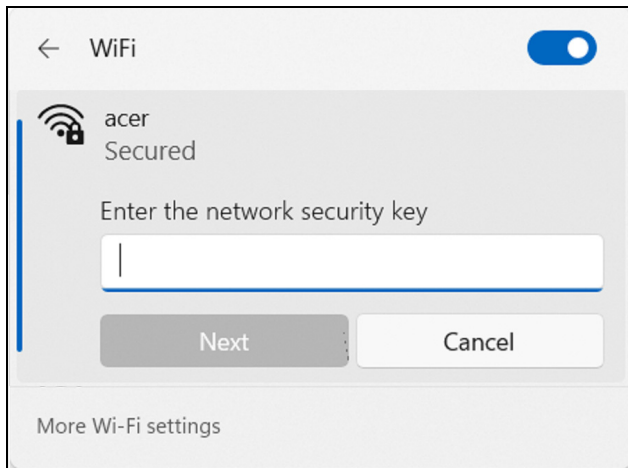 WiFi
acer
Secured
Enter the network security key
Next
Cancel
More Wi-Fi settings